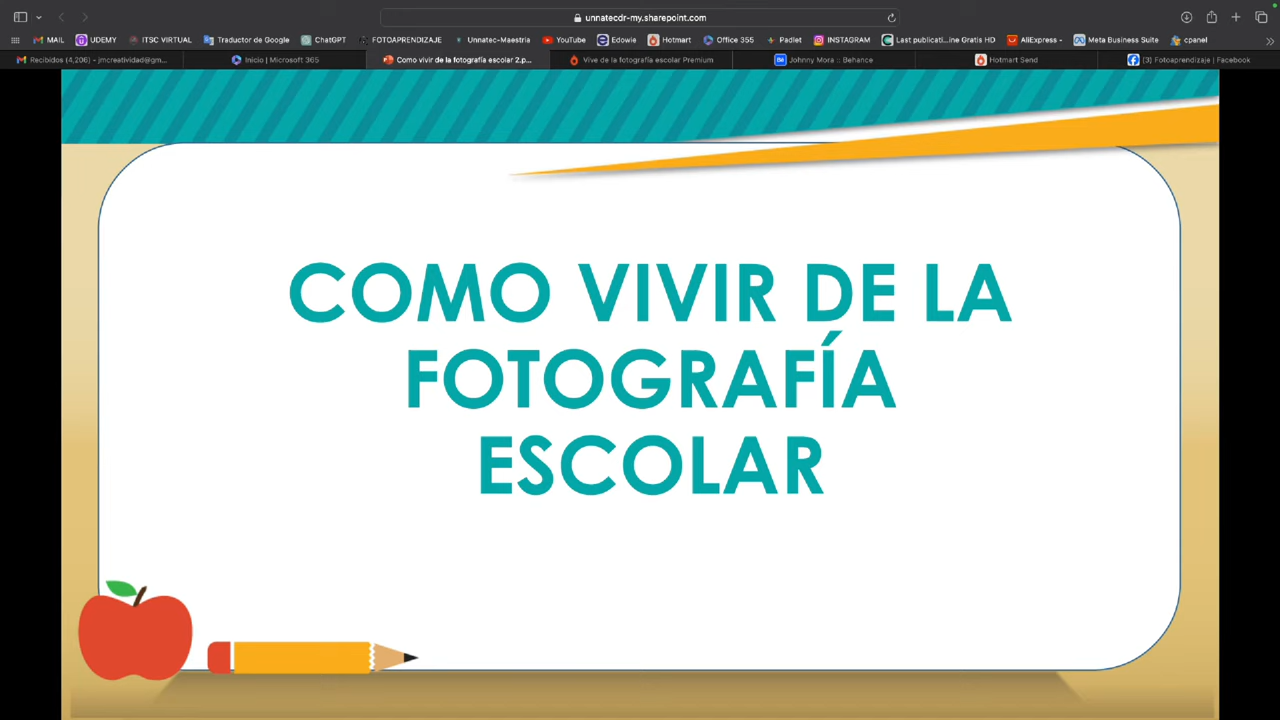 unnatecdr-my.sharepoint.com
MAIL
UDEMY
ITSC VIRTUAL
Traductor de Google
ChatGPT
FOTOAPRENDIZAJE
Unnatec-Maestria
YouTube
Edowie
Hotmart
Office 365
Padlet
INSTAGRAM
Last publicati...ine Gratis HD
AliExpress -
Meta Business Suite
cpanel
Recibidos (4,206) - jmcreatividad@gm...
Inicio | Microsoft 365
Como vivir de la fotografía escolar 2.p...
Vive de la fotografía escolar Premium
Johnny Mora :: Behance
Hotmart Send
(3) Fotoaprendizaje | Facebook
COMO VIVIR DE LA
FOTOGRAFÍA
ESCOLAR